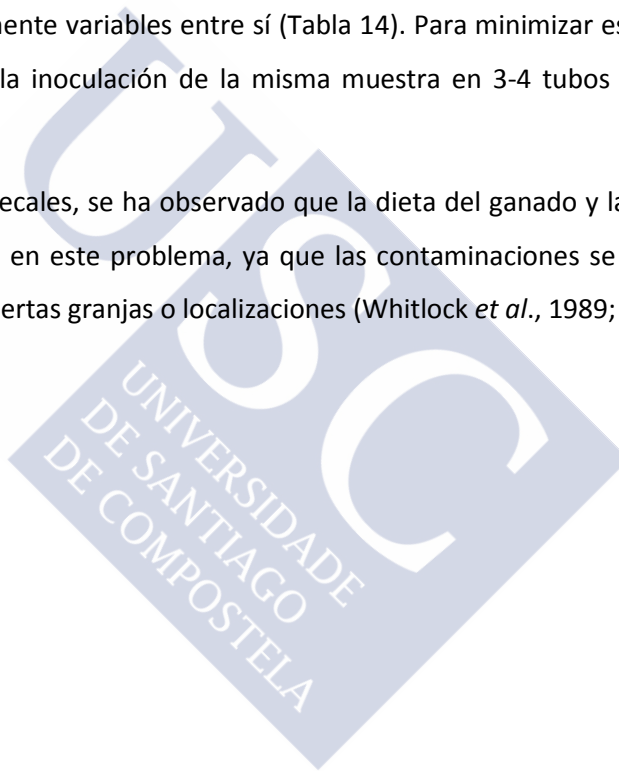 mente variables entre sí (Tabla 14). Para minimizar es
la inoculación de la misma muestra en 3-4 tubos
ecales, se ha observado que la dieta del ganado y la
en este problema, ya que las contaminaciones se
ertas granjas o localizaciones (Whitlock et al., 1989;
USC
UNIVERSIDADE
DE SANTIAGO
DE COMPOSTELA